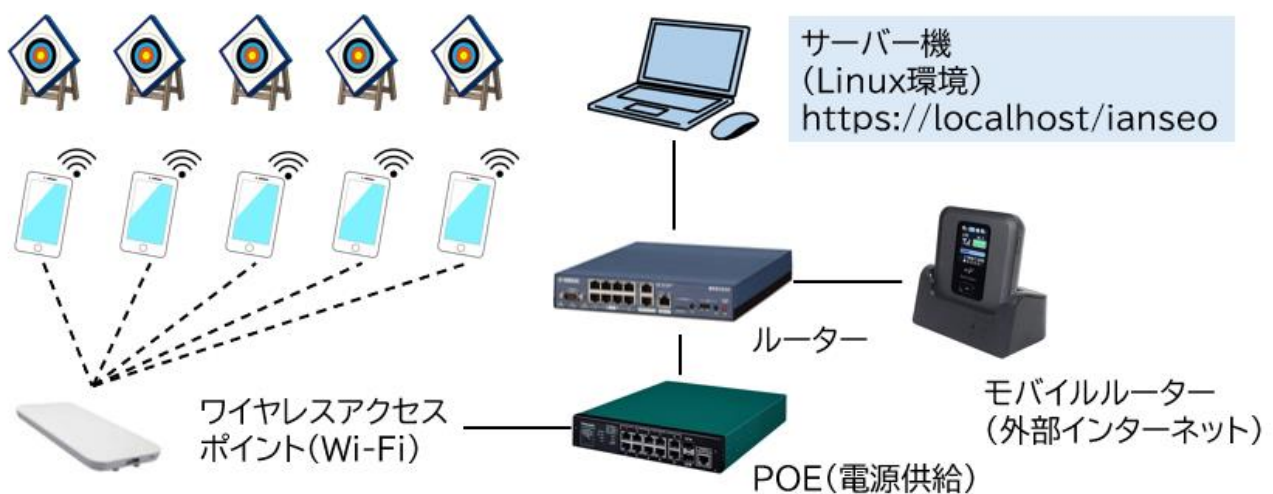 サーバー機
(Linux環境)
https://localhost/ianseo
ルーター
モバイルルーター
(外部インターネット)
ワイヤレスアクセス
ポイント(Wi-Fi)
POE(電源供給)